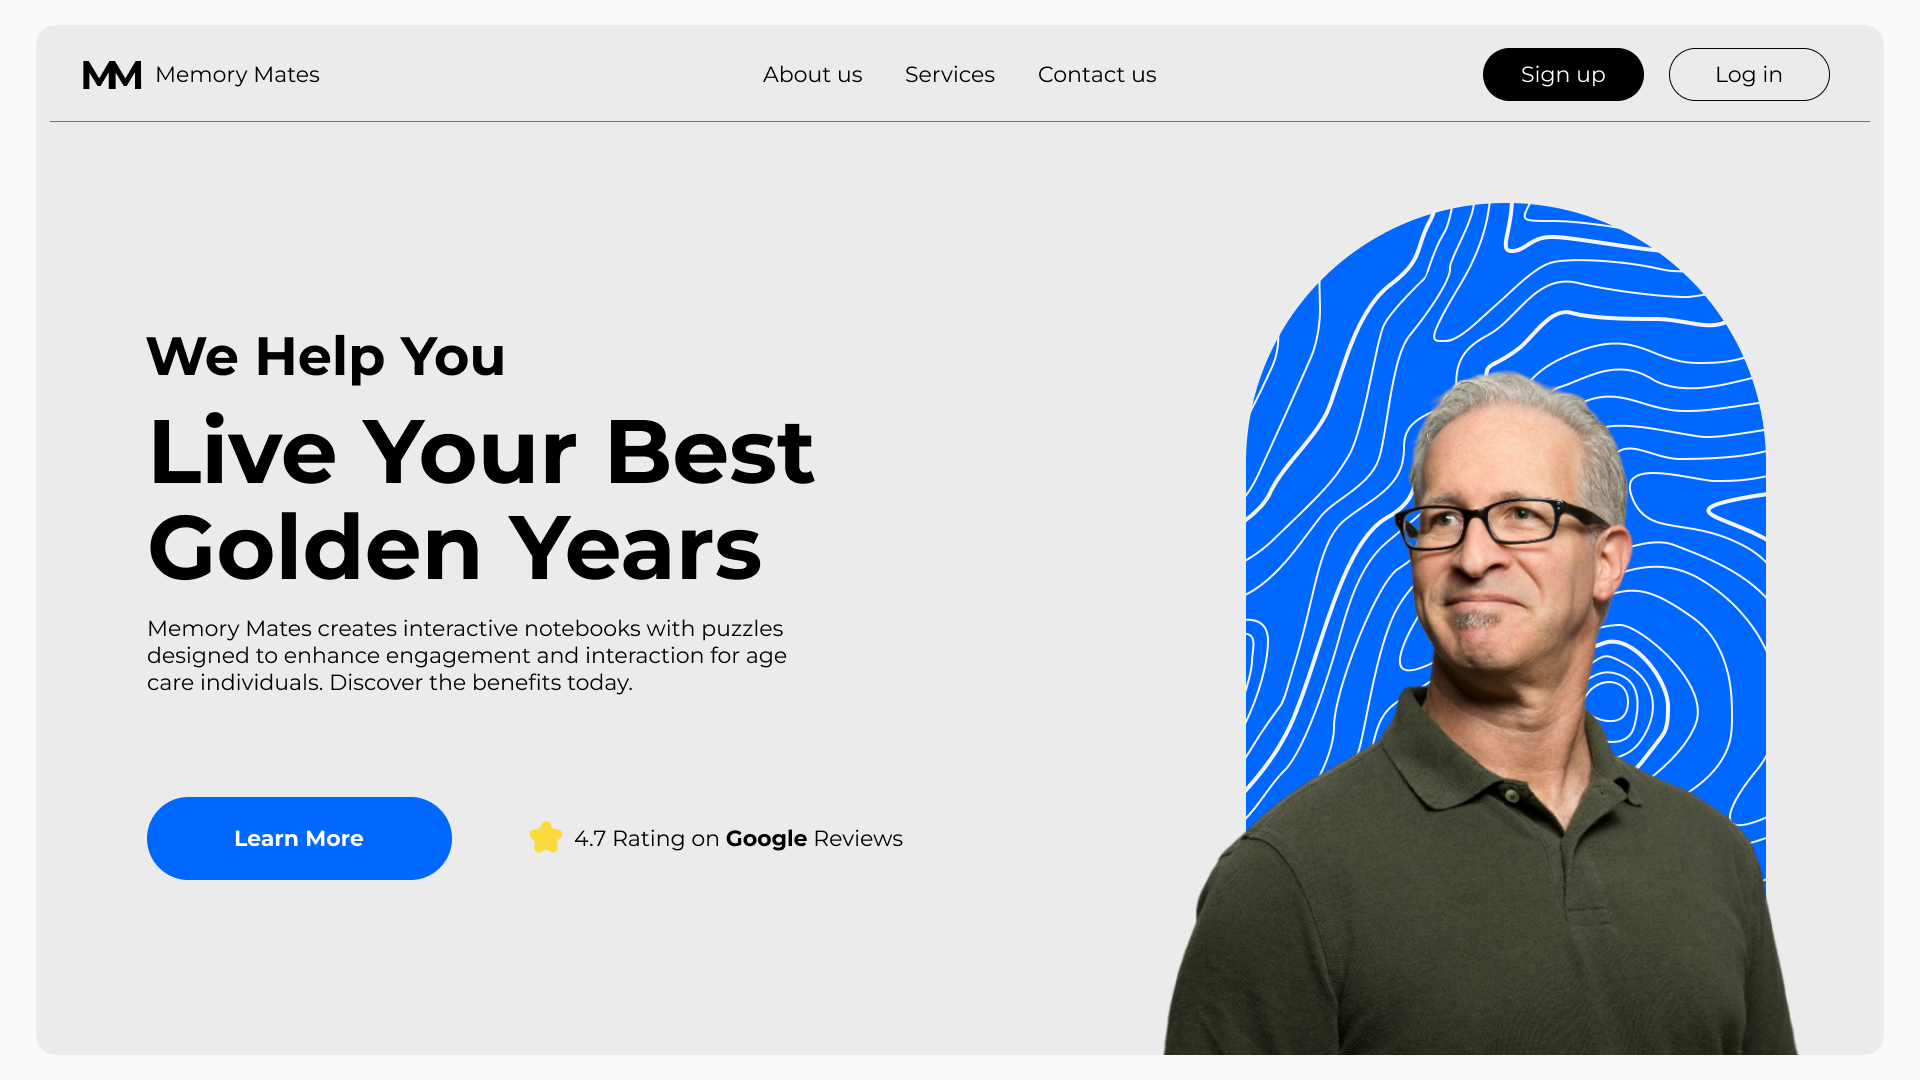 MM Memory Mates
About us
Services
Contact us
Sign up
Log in
We Help You
Live Your Best
Golden Years
Memory Mates creates interactive notebooks with puzzles
designed to enhance engagement and interaction for age
care individuals. Discover the benefits today.
Learn More
4.7 Rating on Google Reviews